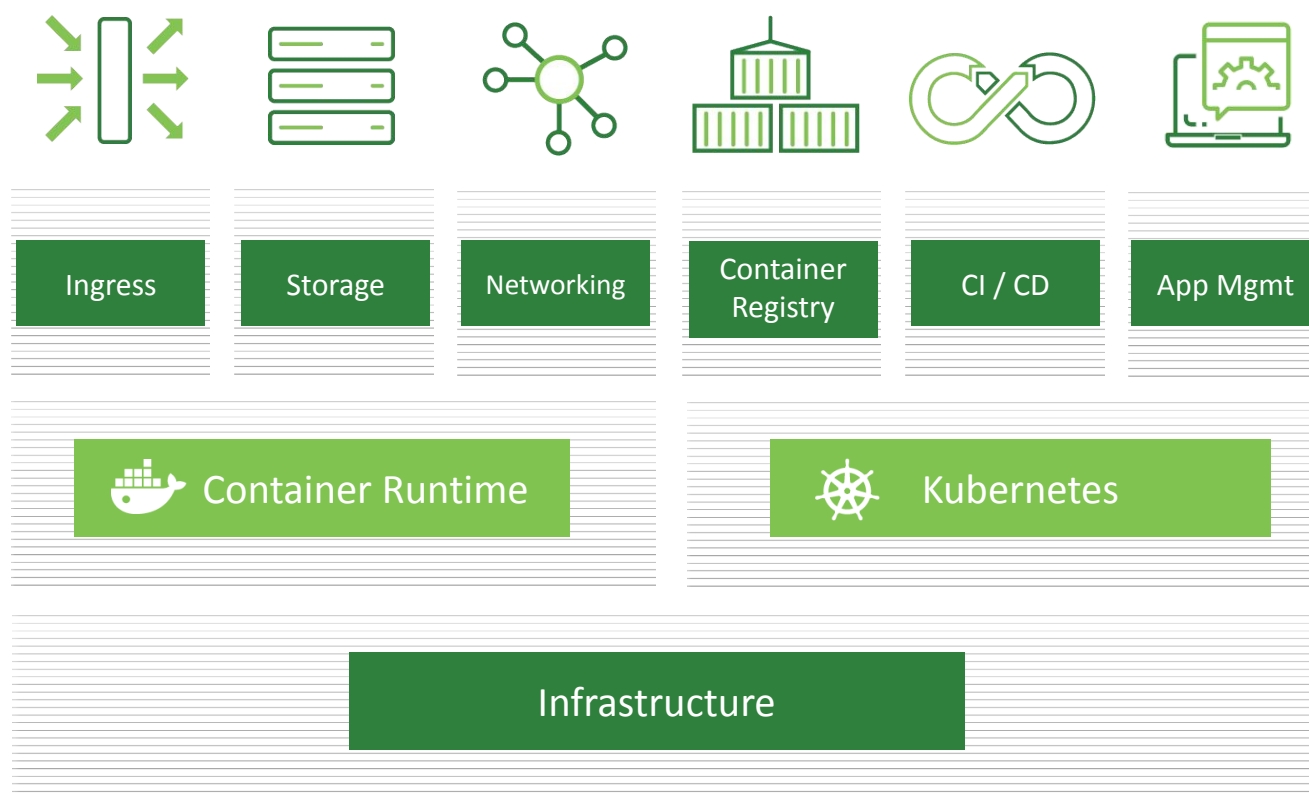 Ingress
Storage
Networking
Container
Registry
CI / CD
App Mgmt
Container Runtime
Kubernetes
Infrastructure